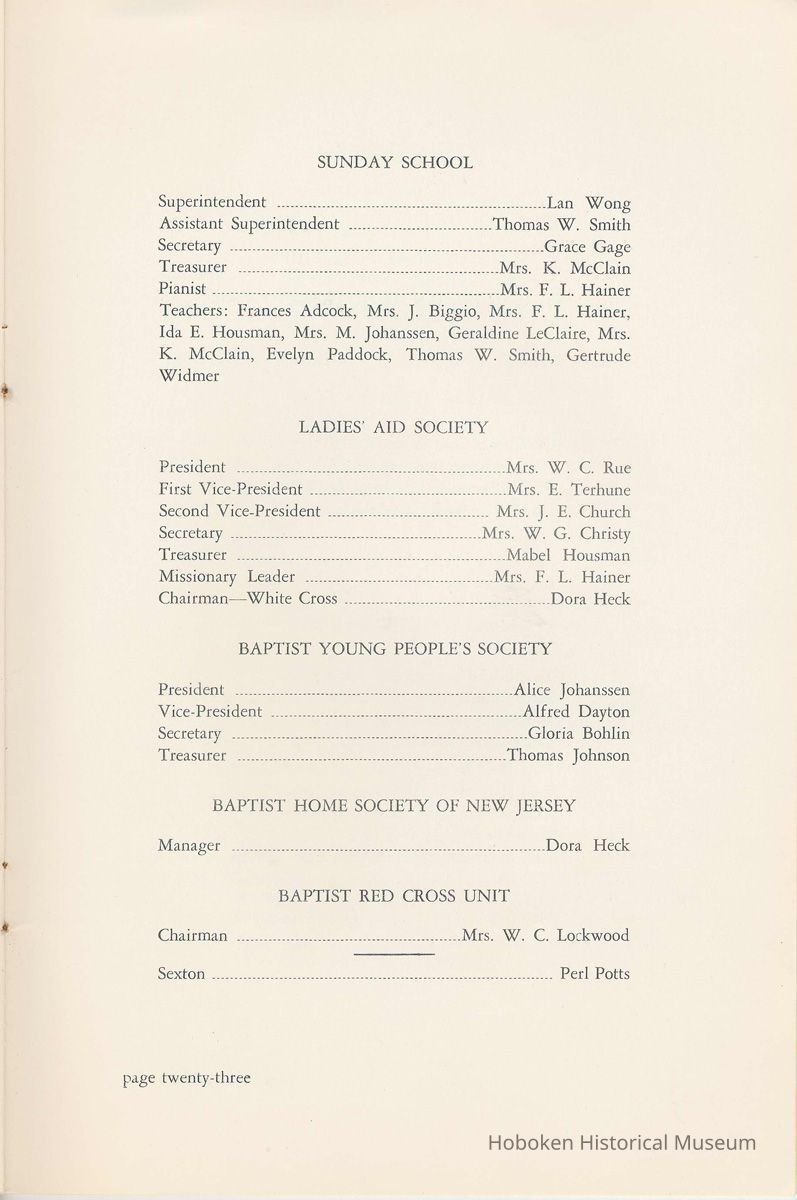 SUNDAY SCHOOL
Superintendent ........ Lan Wong
Assistant Superintendent ........ Thomas W. Smith
Secretary ........ Grace Gage
Treasurer ........ Mrs. K. McClain
Pianist ........ Mrs. F. L. Hainer
Teachers: Frances Adcock, Mrs. J. Biggio, Mrs. F. L. Hainer,
Ida E. Housman, Mrs. M. Johanssen, Geraldine LeClaire, Mrs.
K. McClain, Evelyn Paddock, Thomas W. Smith, Gertrude
Widmer
LADIES' AID SOCIETY
President ........ Mrs. W. C. Rue
First Vice-President ........ Mrs. E. Terhune
Second Vice-President ........ Mrs. J. E. Church
Secretary ........ Mrs. W. G. Christy
Treasurer ........ Mabel Housman
Missionary Leader ........ Mrs. F. L. Hainer
Chairman—White Cross ........ Dora Heck
BAPTIST YOUNG PEOPLE'S SOCIETY
President ........ Alice Johanssen
Vice-President ........ Alfred Dayton
Secretary ........ Gloria Bohlin
Treasurer ........ Thomas Johnson
BAPTIST HOME SOCIETY OF NEW JERSEY
Manager ........ Dora Heck
BAPTIST RED CROSS UNIT
Chairman ........ Mrs. W. C. Lockwood
Sexton ........ Perl Potts
page twenty-three
Hoboken Historical Museum